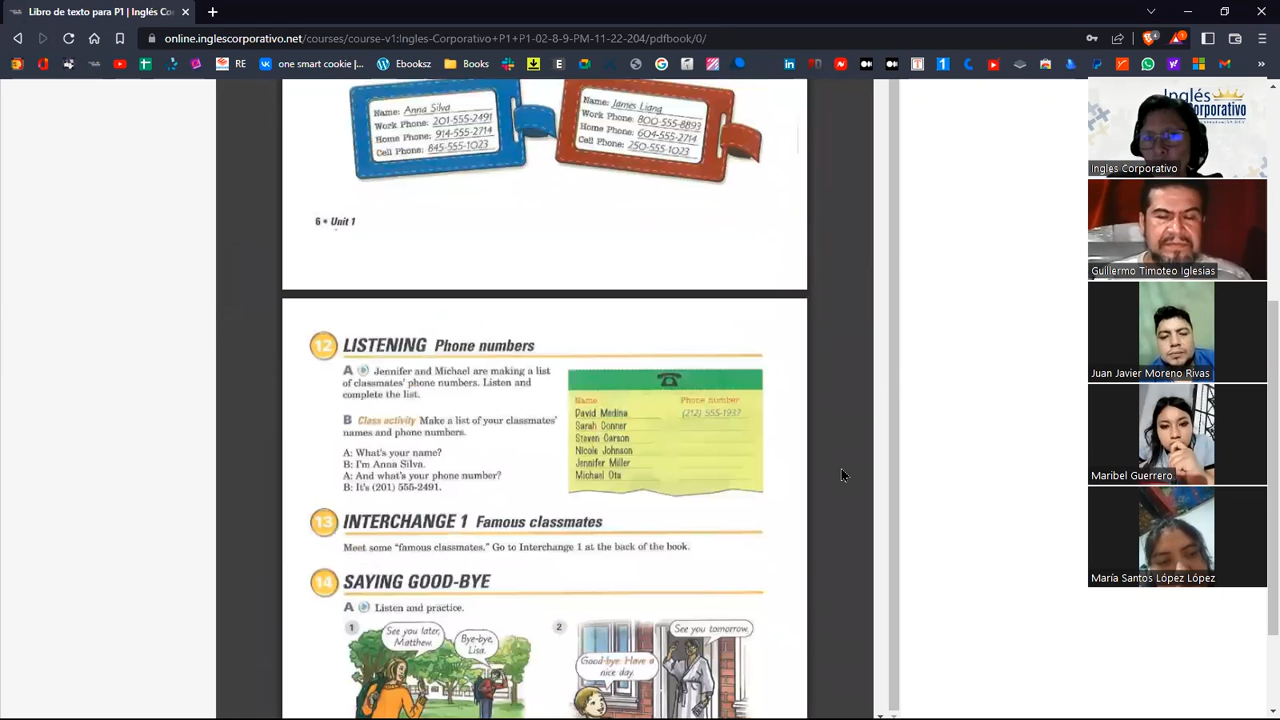 Libro de texto para P1 | Inglés Co
online.inglescorporativo.net/courses/course-v1:Ingles-Corporativo+P1+P1-02-8-9-PM-11-22-204/pdfbook/0/
RE
one smart cookie |...
Ebooksz
Books
Name: Anna Silva
Work Phone: 201-555-2491
Home Phone: 914-555-2714
Cell Phone: 845-555-1023
Name: James Liang
Work Phone: 800-555-8893
Home Phone: 604-555-2714
Cell Phone: 250-555-1023
6 • Unit 1
12 LISTENING Phone numbers
A Jennifer and Michael are making a list
of classmates' phone numbers. Listen and
complete the list.
B Class activity Make a list of your classmates'
names and phone numbers.
A: What's your name?
B: I'm Anna Silva.
A: And what's your phone number?
B: It's (201) 555-2491.
Name Phone number
David Medina (212) 555-1937
Sarah Conner
Steven Carson
Nicole Johnson
Jennifer Miller
Michael Ota
13 INTERCHANGE 1 Famous classmates
Meet some "famous classmates." Go to Interchange 1 at the back of the book.
14 SAYING GOOD-BYE
A Listen and practice.
1
See you later,
Matthew.
Bye-bye,
Lisa.
2
See you tomorrow.
Good-bye. Have a
nice day.
Inglés
Corporativo
Ingles Corporativo
Guillermo Timoteo Iglesias
Juan Javier Moreno Rivas
Maribel Guerrero
María Santos López López